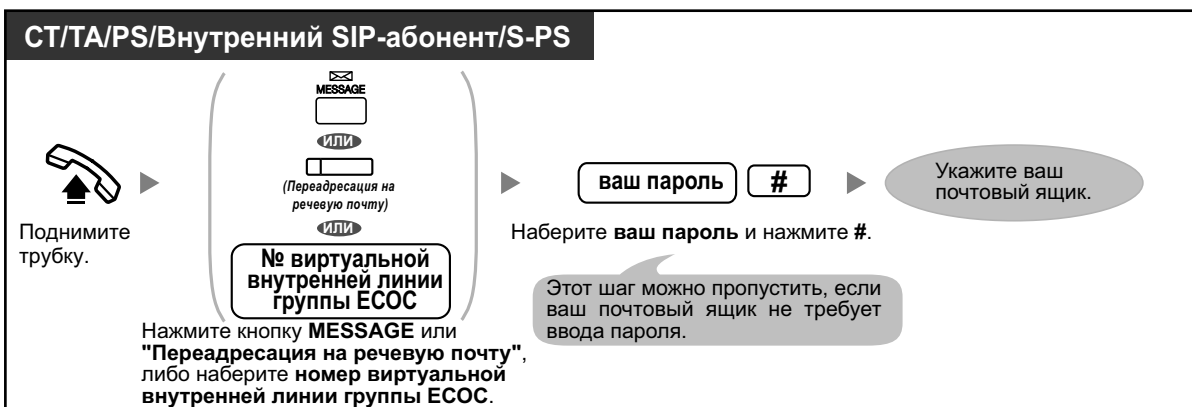 СТ/ТА/PS/Внутренний SIP-абонент/S-PS
MESSAGE
ИЛИ
(Переадресация на
речевую почту)
ИЛИ
№ виртуальной
внутренней линии
группы ЕСОС
Поднимите
трубку.
Нажмите кнопку MESSAGE или
"Переадресация на речевую почту",
либо наберите номер виртуальной
внутренней линии группы ЕСОС.
ваш пароль #
Наберите ваш пароль и нажмите #.
Этот шаг можно пропустить, если
ваш почтовый ящик не требует
ввода пароля.
Укажите ваш
почтовый ящик.